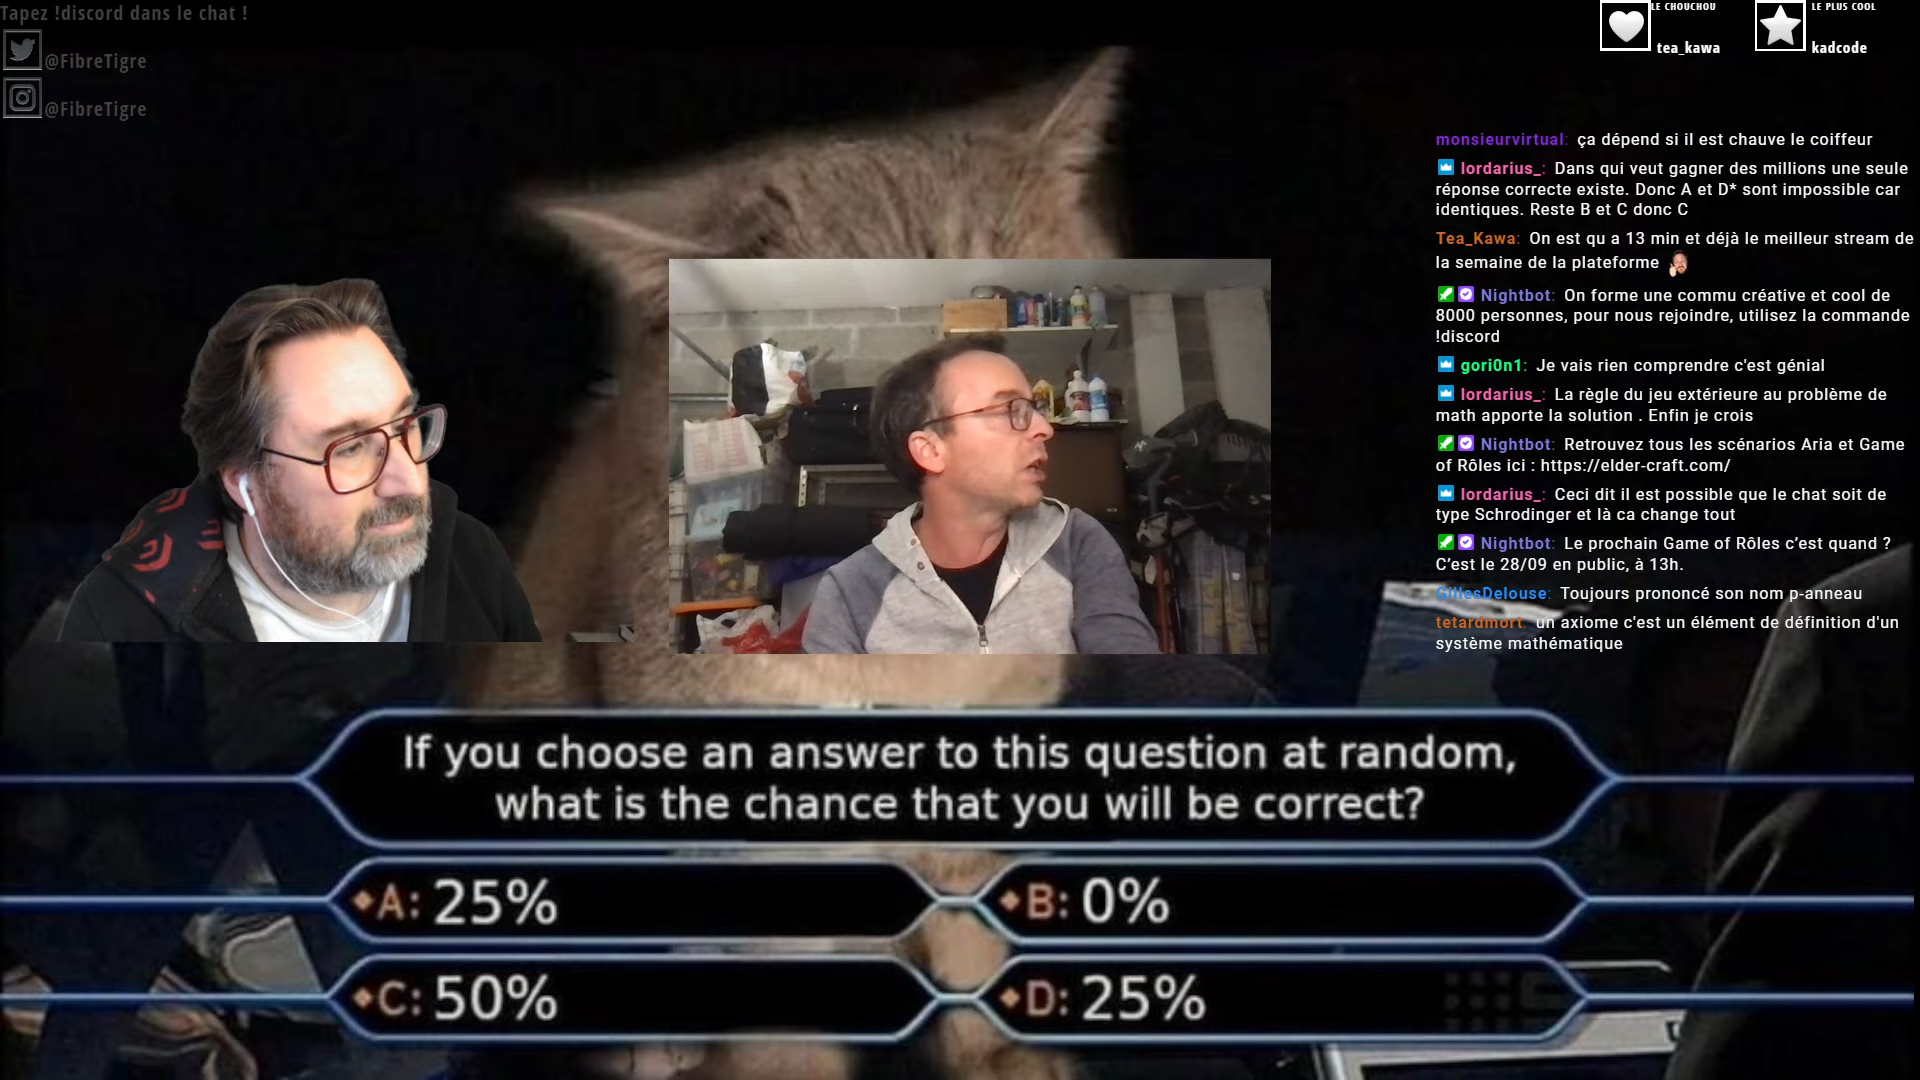 Tapez !discord dans le chat !
@FibreTigre
@FibreTigre
LE CHOUCHOU
tea_kawa
LE PLUS COOL
kadcode
monsieurvirtual: ça dépend si il est chauve le coiffeur
lordarius_: Dans qui veut gagner des millions une seule
réponse correcte existe. Donc A et D* sont impossible car
identiques. Reste B et C donc C
Tea_Kawa: On est qu a 13 min et déjà le meilleur stream de
la semaine de la plateforme
Nightbot: On forme une commu créative et cool de
8000 personnes, pour nous rejoindre, utilisez la commande
!discord
gori0n1: Je vais rien comprendre c'est génial
lordarius_: La règle du jeu extérieure au problème de
math apporte la solution . Enfin je crois
Nightbot: Retrouvez tous les scénarios Aria et Game
of Rôles ici : https://elder-craft.com/
lordarius_: Ceci dit il est possible que le chat soit de
type Schrodinger et là ca change tout
Nightbot: Le prochain Game of Rôles c’est quand ?
C’est le 28/09 en public, à 13h.
GillesDelouse: Toujours prononcé son nom p-anneau
tetardmort: un axiome c'est un élément de définition d'un
système mathématique
If you choose an answer to this question at random,
what is the chance that you will be correct?
A: 25%
B: 0%
C: 50%
D: 25%